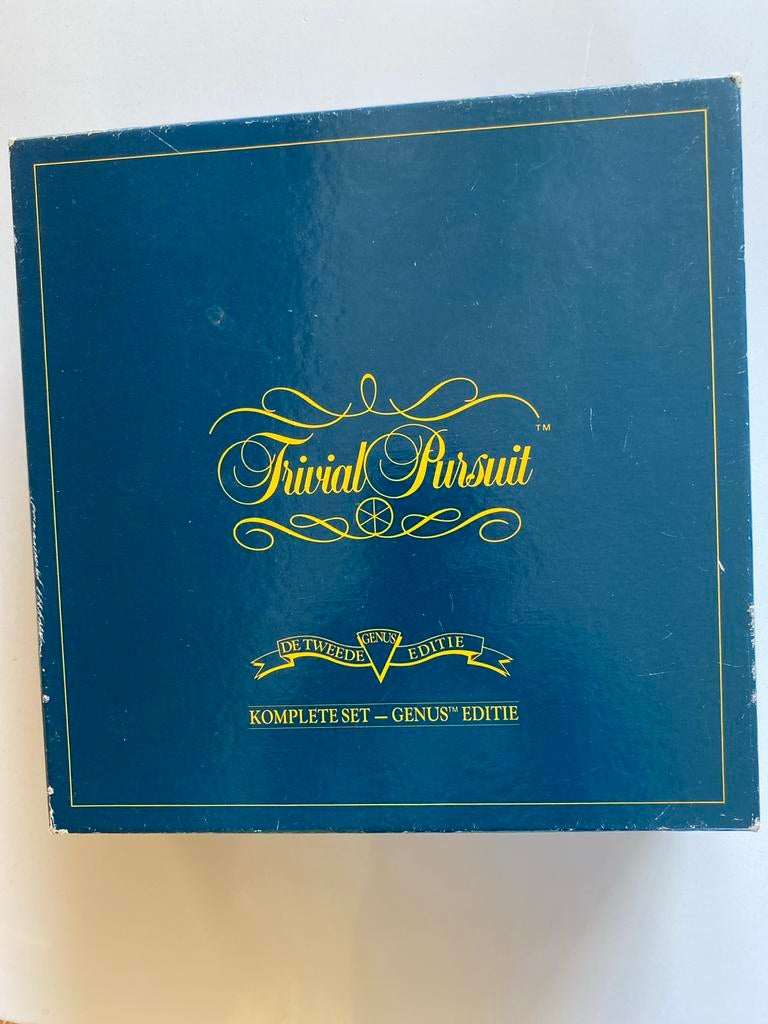 Trivial Pursuit™
DE TWEEDE GENUS EDITIE
KOMPLETE SET – GENUS™ EDITIE